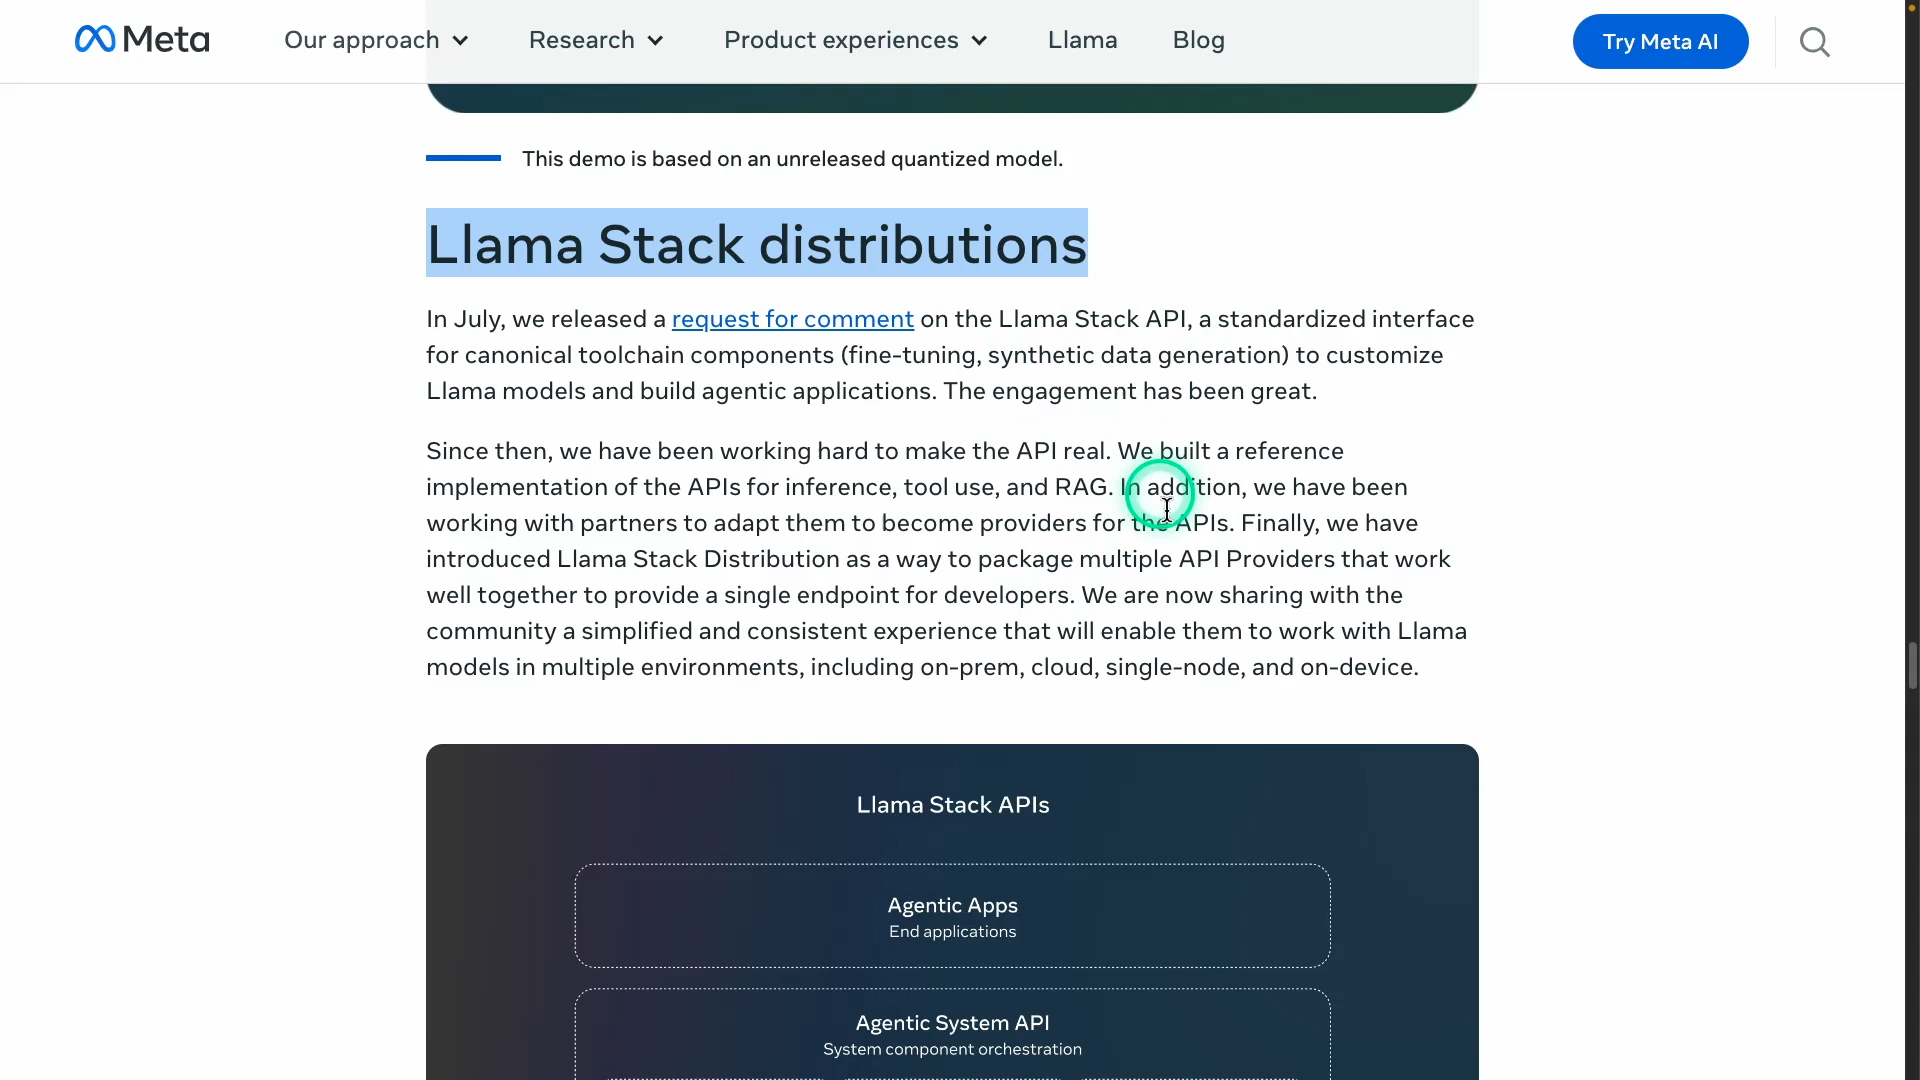 Meta
Our approach
Research
Product experiences
Llama
Blog
Try Meta AI
This demo is based on an unreleased quantized model.
Llama Stack distributions
In July, we released a request for comment on the Llama Stack API, a standardized interface
for canonical toolchain components (fine-tuning, synthetic data generation) to customize
Llama models and build agentic applications. The engagement has been great.
Since then, we have been working hard to make the API real. We built a reference
implementation of the APIs for inference, tool use, and RAG. In addition, we have been
working with partners to adapt them to become providers for the APIs. Finally, we have
introduced Llama Stack Distribution as a way to package multiple API Providers that work
well together to provide a single endpoint for developers. We are now sharing with the
community a simplified and consistent experience that will enable them to work with Llama
models in multiple environments, including on-prem, cloud, single-node, and on-device.
Llama Stack APIs
Agentic Apps
End applications
Agentic System API
System component orchestration